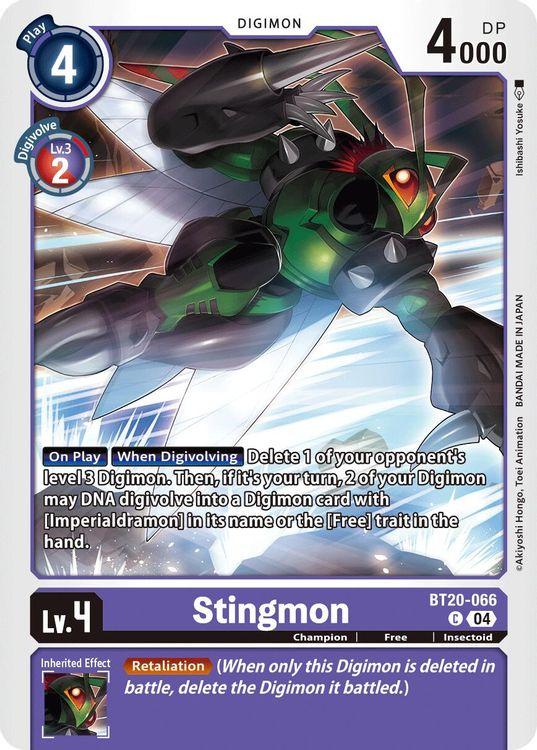 DIGIMON
Play
4
DP
4000
Digivolve
Lv.3
2
Ishibashi Yosuke
©Akiyoshi Hongo, Toei Animation BANDAI MADE IN JAPAN
On Play When Digivolving Delete 1 of your opponent's
level 3 Digimon. Then, if it's your turn, 2 of your Digimon
may DNA digivolve into a Digimon card with
[Imperialdramon] in its name or the [Free] trait in the
hand.
Lv.4
Stingmon
BT20-066
C 04
Champion | Free | Insectoid
Inherited Effect
Retaliation (When only this Digimon is deleted in
battle, delete the Digimon it battled.)